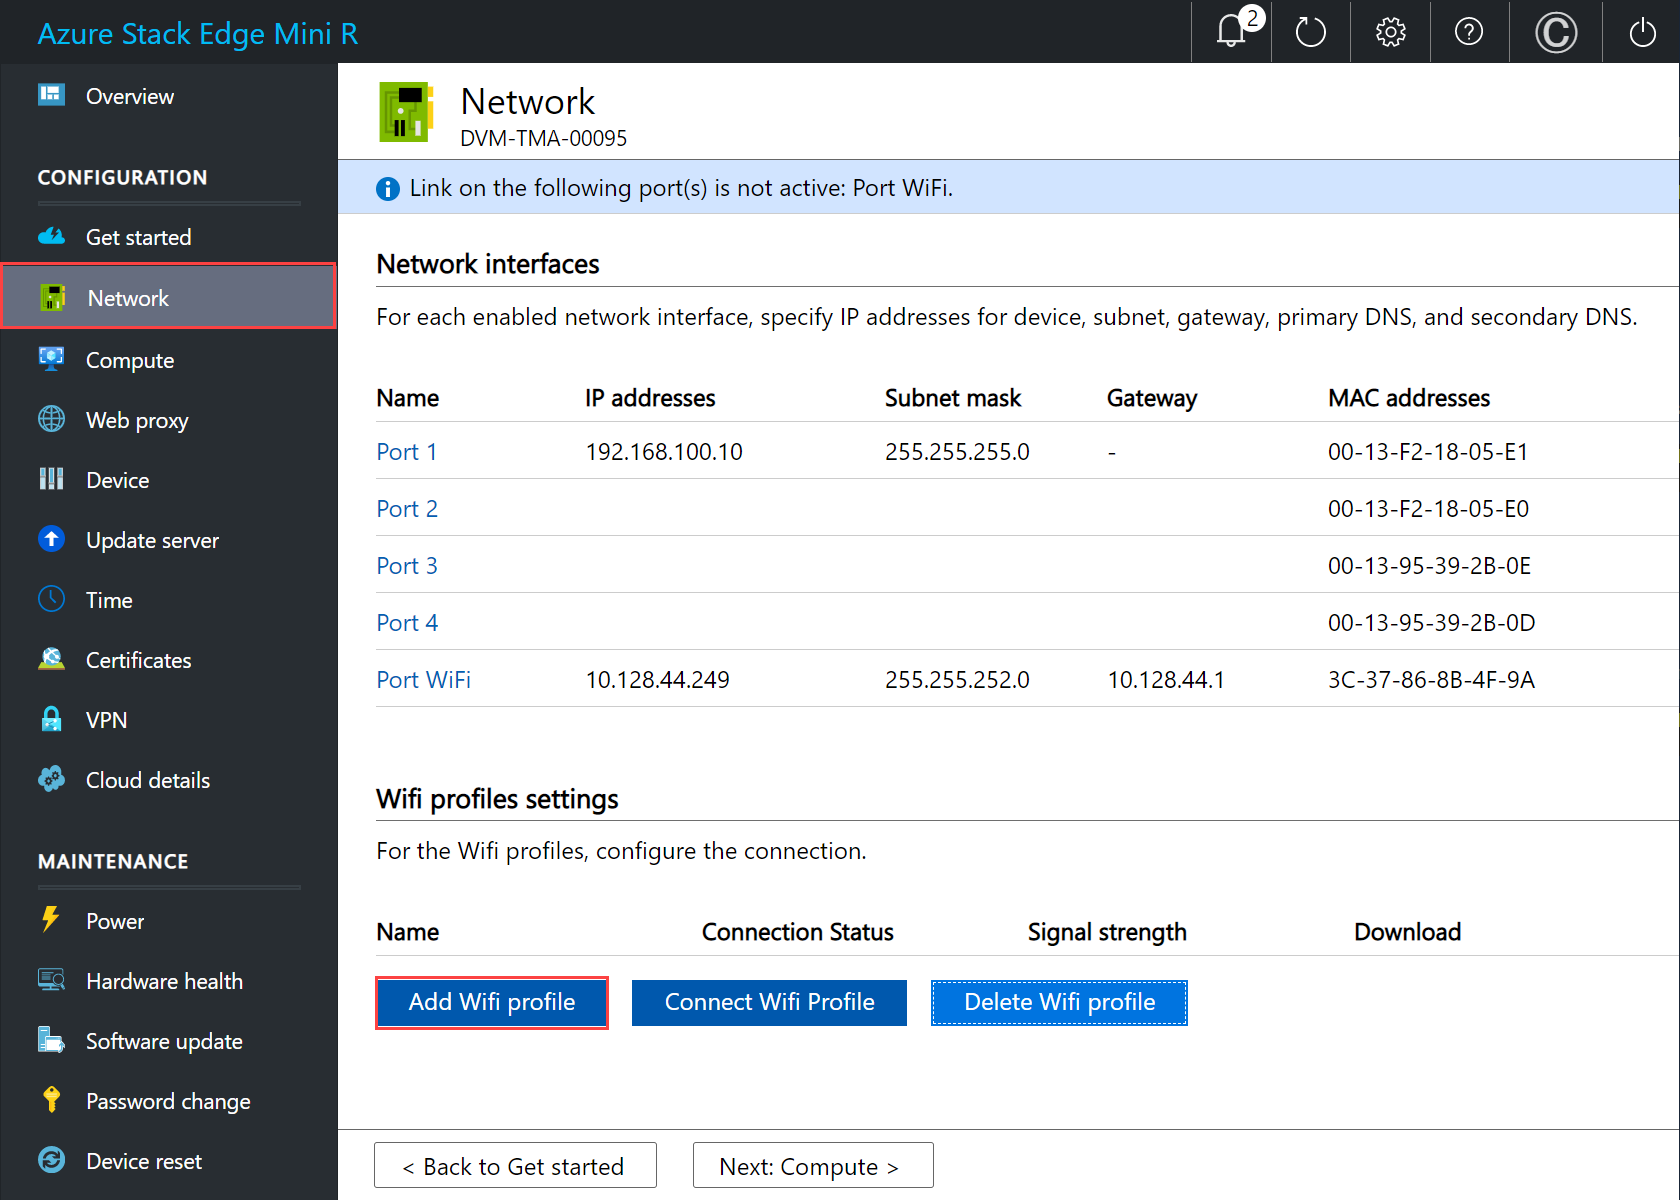 Azure Stack Edge Mini R
2
Overview
CONFIGURATION
Get started
Network
Compute
Web proxy
Device
Update server
Time
Certificates
VPN
Cloud details
MAINTENANCE
Power
Hardware health
Software update
Password change
Device reset
Network
DVM-TMA-00095
Link on the following port(s) is not active: Port WiFi.
Network interfaces
For each enabled network interface, specify IP addresses for device, subnet, gateway, primary DNS, and secondary DNS.
Name IP addresses Subnet mask Gateway MAC addresses
Port 1 192.168.100.10 255.255.255.0 - 00-13-F2-18-05-E1
Port 2 00-13-F2-18-05-E0
Port 3 00-13-95-39-2B-0E
Port 4 00-13-95-39-2B-0D
Port WiFi 10.128.44.249 255.255.252.0 10.128.44.1 3C-37-86-8B-4F-9A
Wifi profiles settings
For the Wifi profiles, configure the connection.
Name Connection Status Signal strength Download
Add Wifi profile Connect Wifi Profile Delete Wifi profile
< Back to Get started Next: Compute >